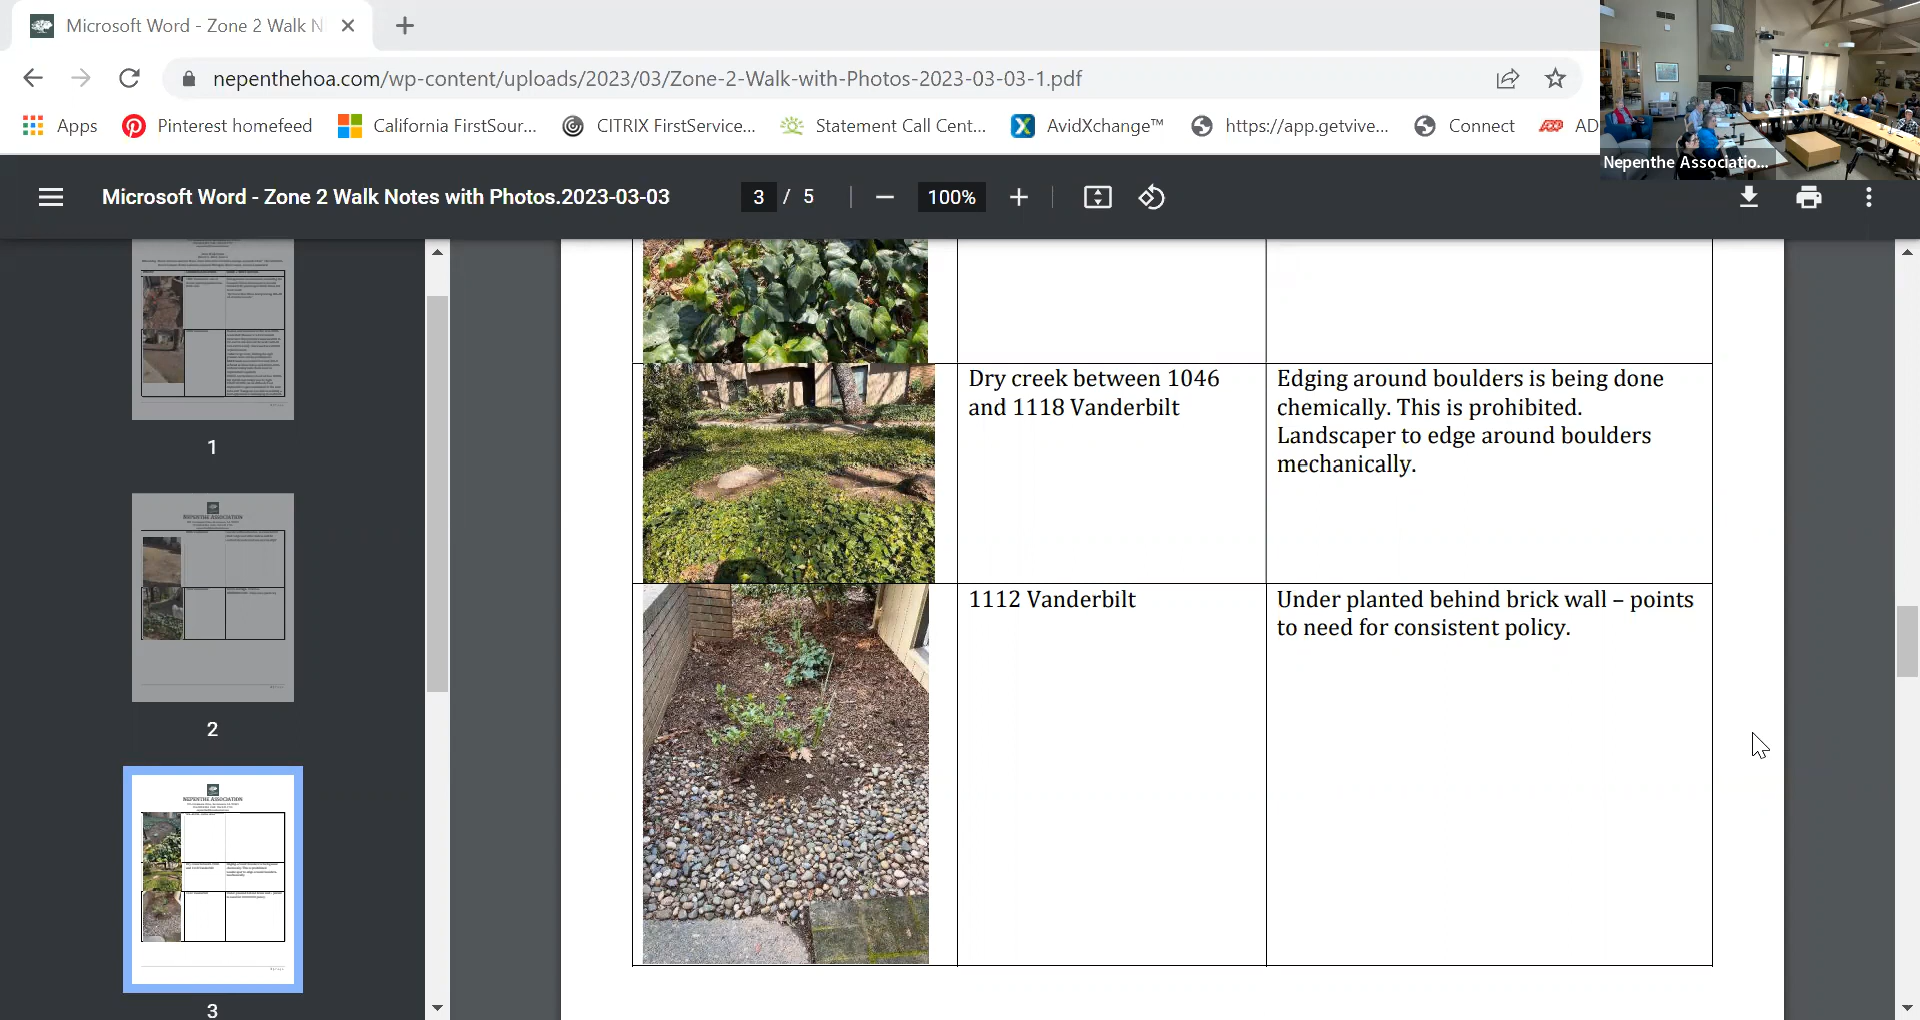 Microsoft Word - Zone 2 Walk N
nepenthehoa.com/wp-content/uploads/2023/03/Zone-2-Walk-with-Photos-2023-03-03-1.pdf
Apps
Pinterest homefeed
California FirstSour...
CITRIX FirstService...
Statement Call Cent...
AvidXchange™
https://app.getvive...
Connect
AD
Nepenthe Associatio...
Microsoft Word - Zone 2 Walk Notes with Photos.2023-03-03
3 / 5
100%
1
NEPENTHE ASSOCIATION
2
NEPENTHE ASSOCIATION
3
Dry creek between 1046
and 1118 Vanderbilt
Edging around boulders is being done
chemically. This is prohibited.
Landscaper to edge around boulders
mechanically.
1112 Vanderbilt
Under planted behind brick wall – points
to need for consistent policy.